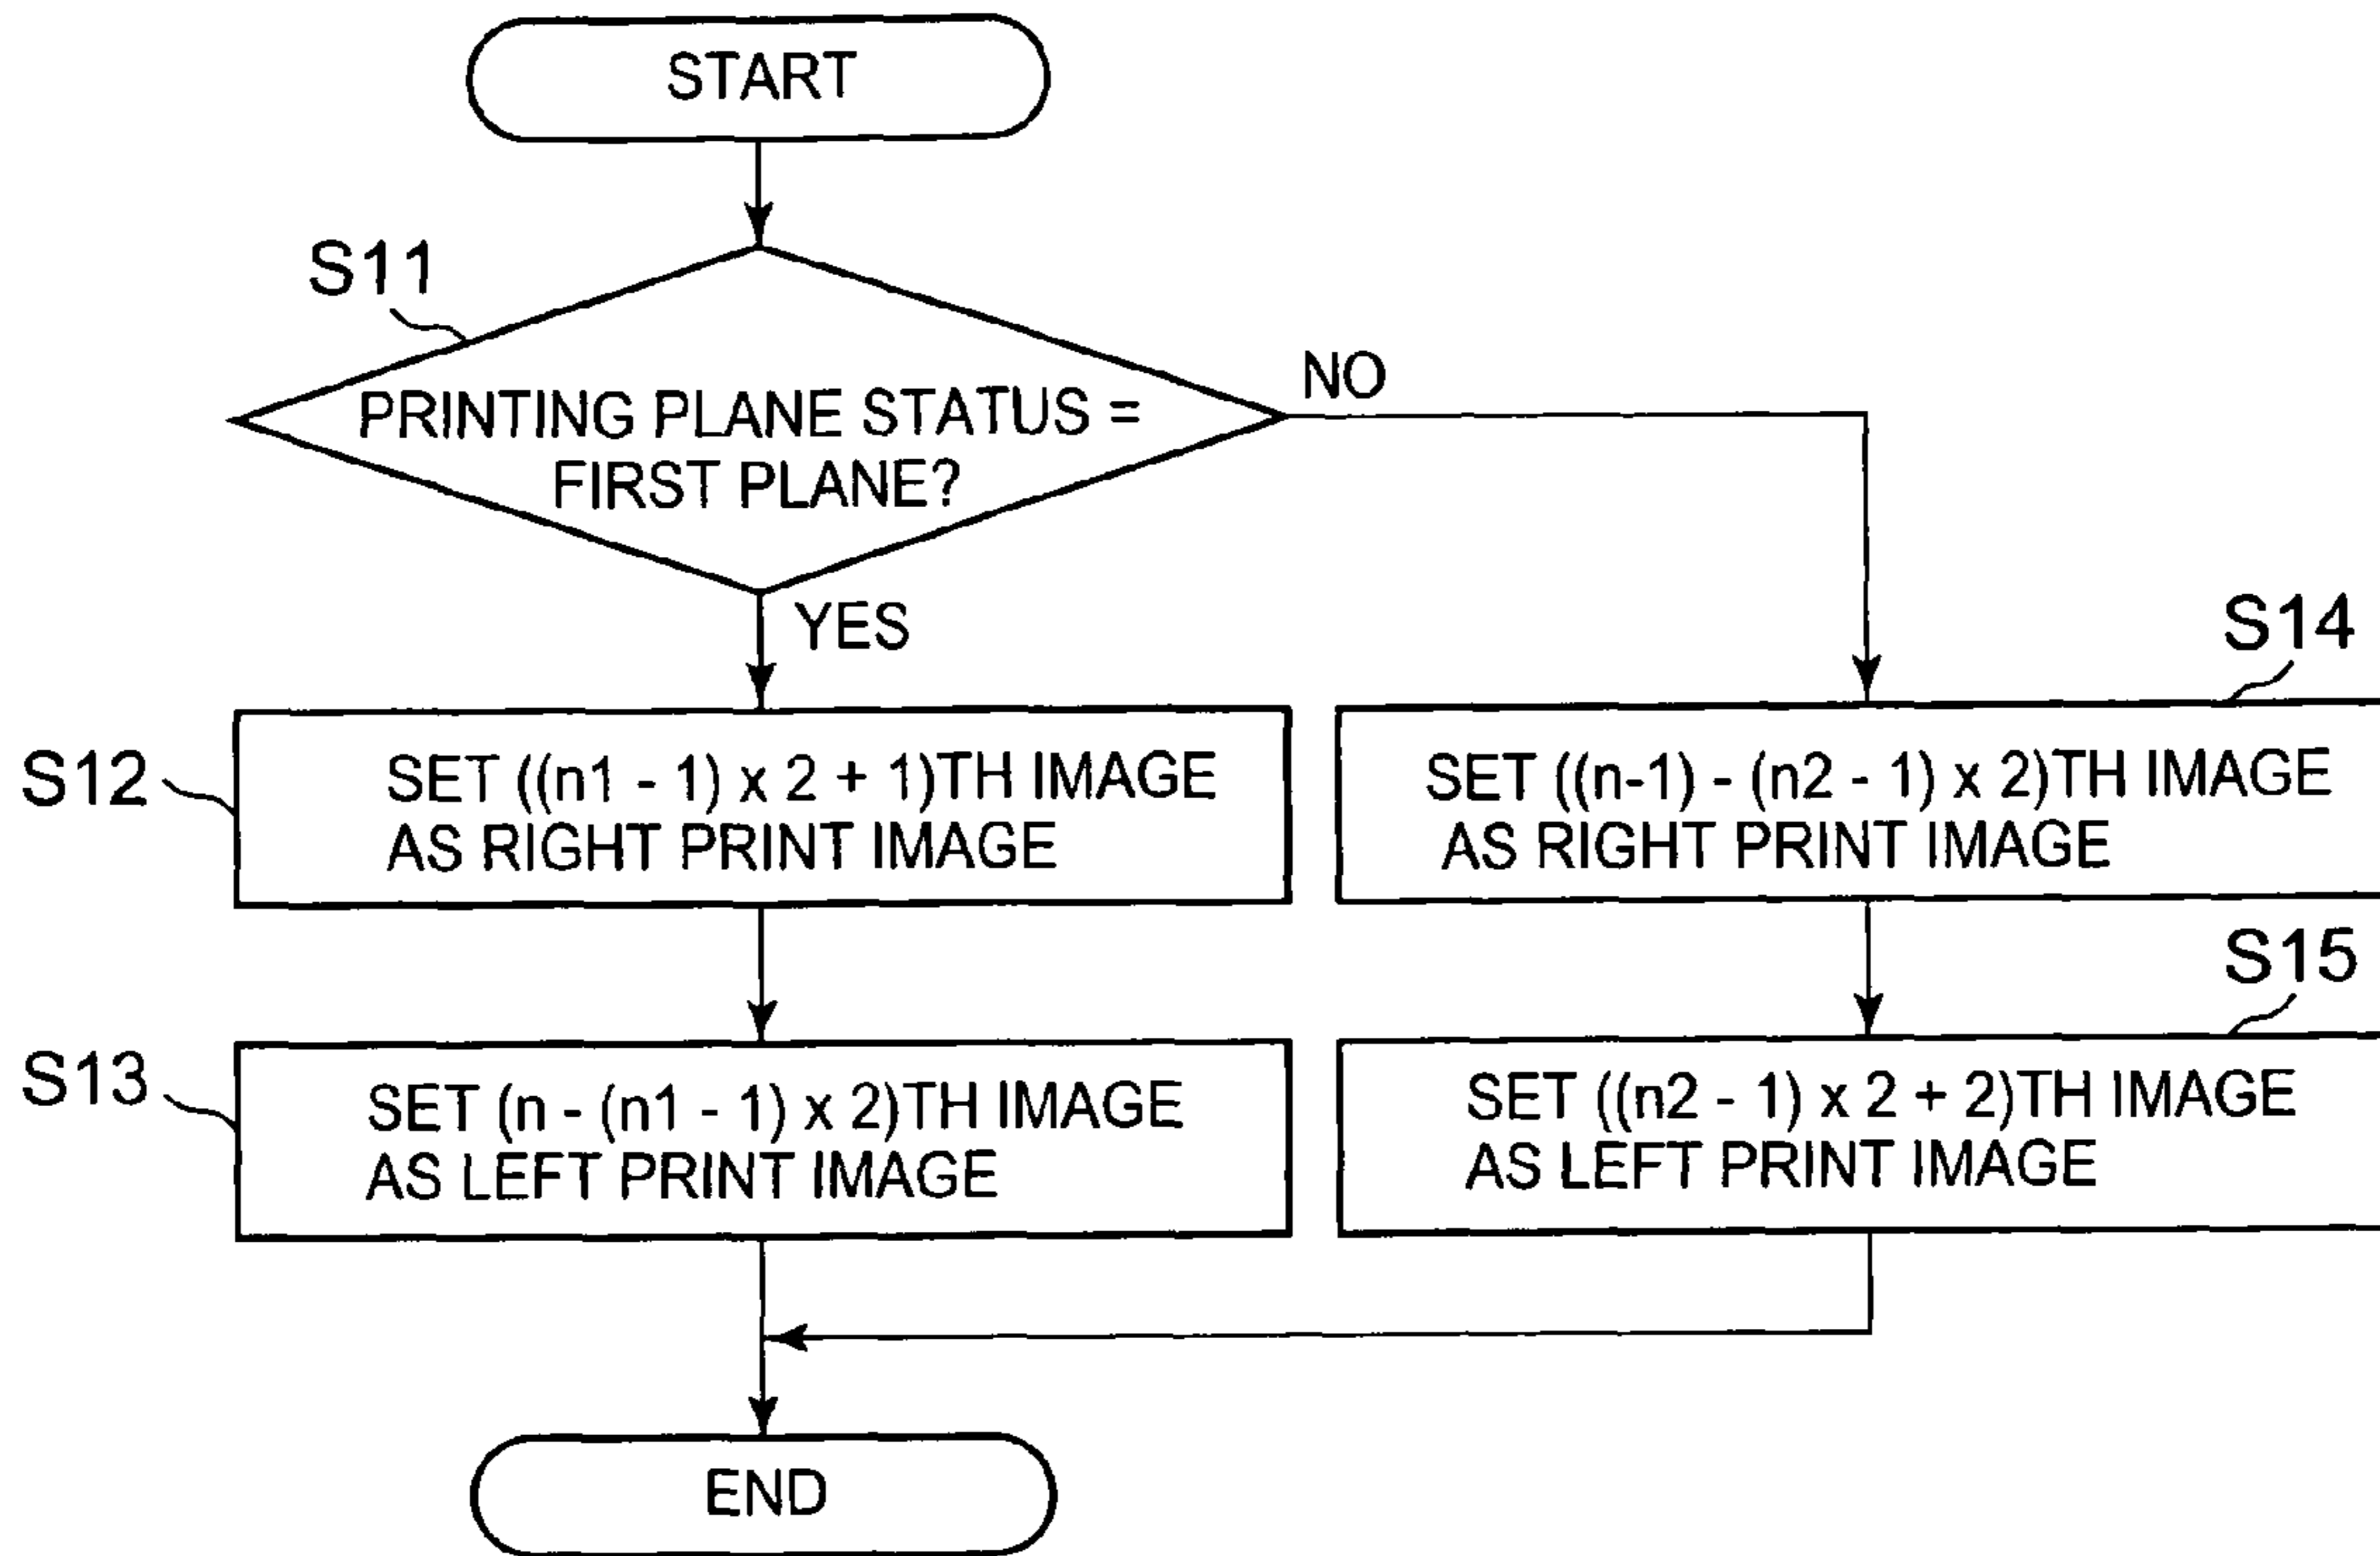 START
S11
PRINTING PLANE STATUS =
FIRST PLANE?
NO
YES
S12
SET ((n1 - 1) x 2 + 1)TH IMAGE
AS RIGHT PRINT IMAGE
S14
SET ((n-1) - (n2 - 1) x 2)TH IMAGE
AS RIGHT PRINT IMAGE
S13
SET (n - (n1 - 1) x 2)TH IMAGE
AS LEFT PRINT IMAGE
S15
SET ((n2 - 1) x 2 + 2)TH IMAGE
AS LEFT PRINT IMAGE
END